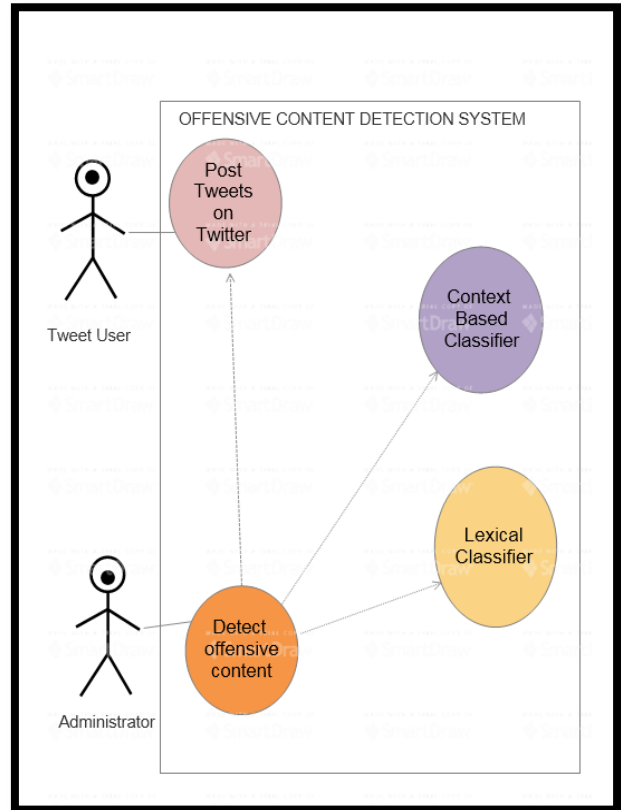 OFFENSIVE CONTENT DETECTION SYSTEM
Post
Tweets
on
Twitter
Tweet User
Context
Based
Classifier
Lexical
Classifier
Detect
offensive
content
Administrator
SmartDraw